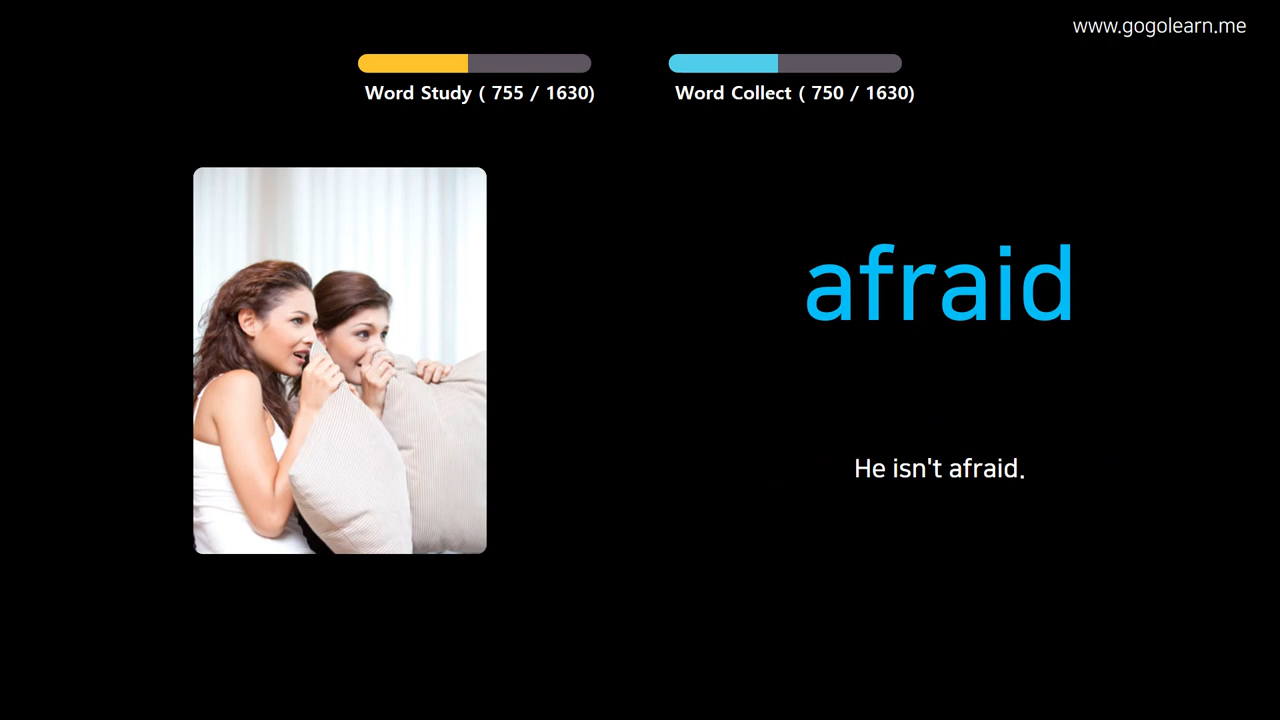 www.gogolearn.me
Word Study ( 755 / 1630)
Word Collect ( 750 / 1630)
afraid
He isn't afraid.